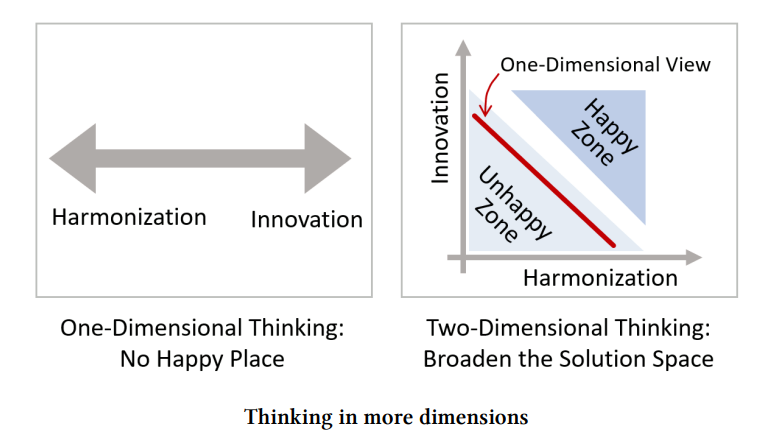 Harmonization
Innovation
One-Dimensional Thinking:
No Happy Place
One-Dimensional View
Innovation
Happy
Zone
Unhappy
Zone
Harmonization
Two-Dimensional Thinking:
Broaden the Solution Space
Thinking in more dimensions